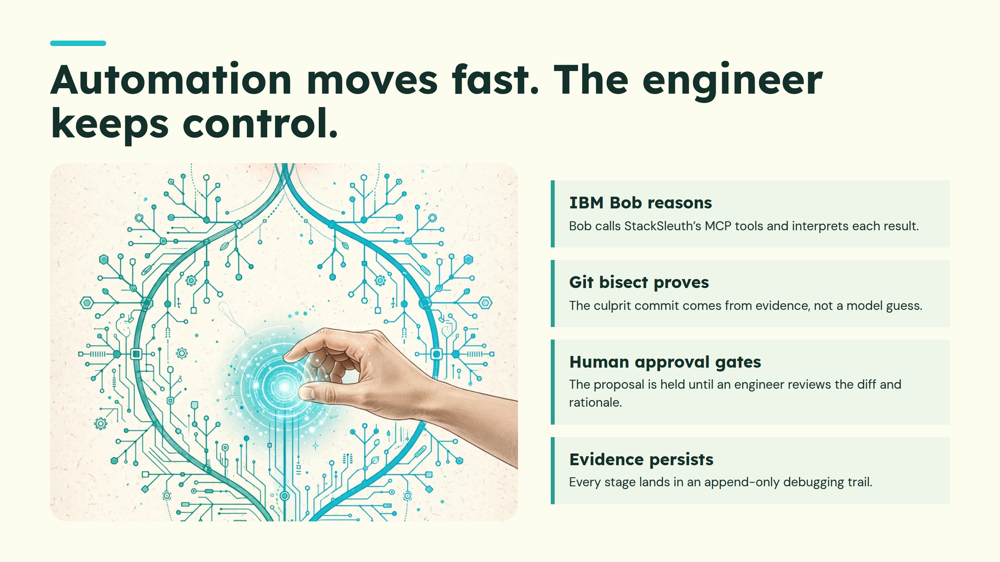 Automation moves fast. The engineer
keeps control.
IBM Bob reasons
Bob calls StackSleuth’s MCP tools and interprets each result.
Git bisect proves
The culprit commit comes from evidence, not a model guess.
Human approval gates
The proposal is held until an engineer reviews the diff and
rationale.
Evidence persists
Every stage lands in an append-only debugging trail.